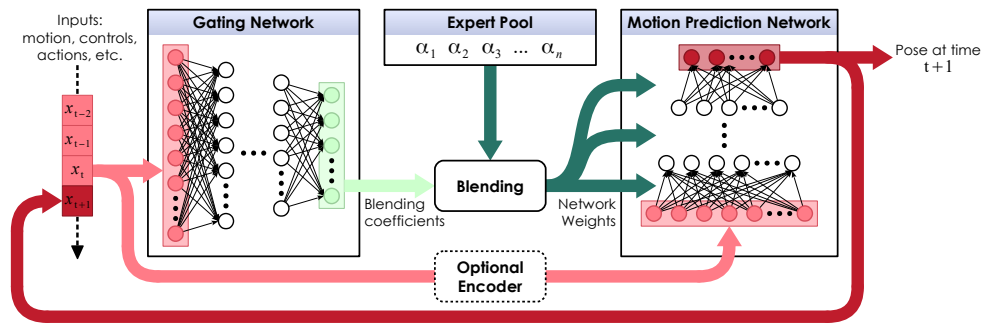 Inputs:
motion, controls,
actions, etc.
x_{t-2}
x_{t-1}
x_t
x_{t+1}
Gating Network
Expert Pool
α_1 α_2 α_3 ... α_n
Motion Prediction Network
Pose at time
t+1
Blending
Blending
coefficients
Network
Weights
Optional
Encoder